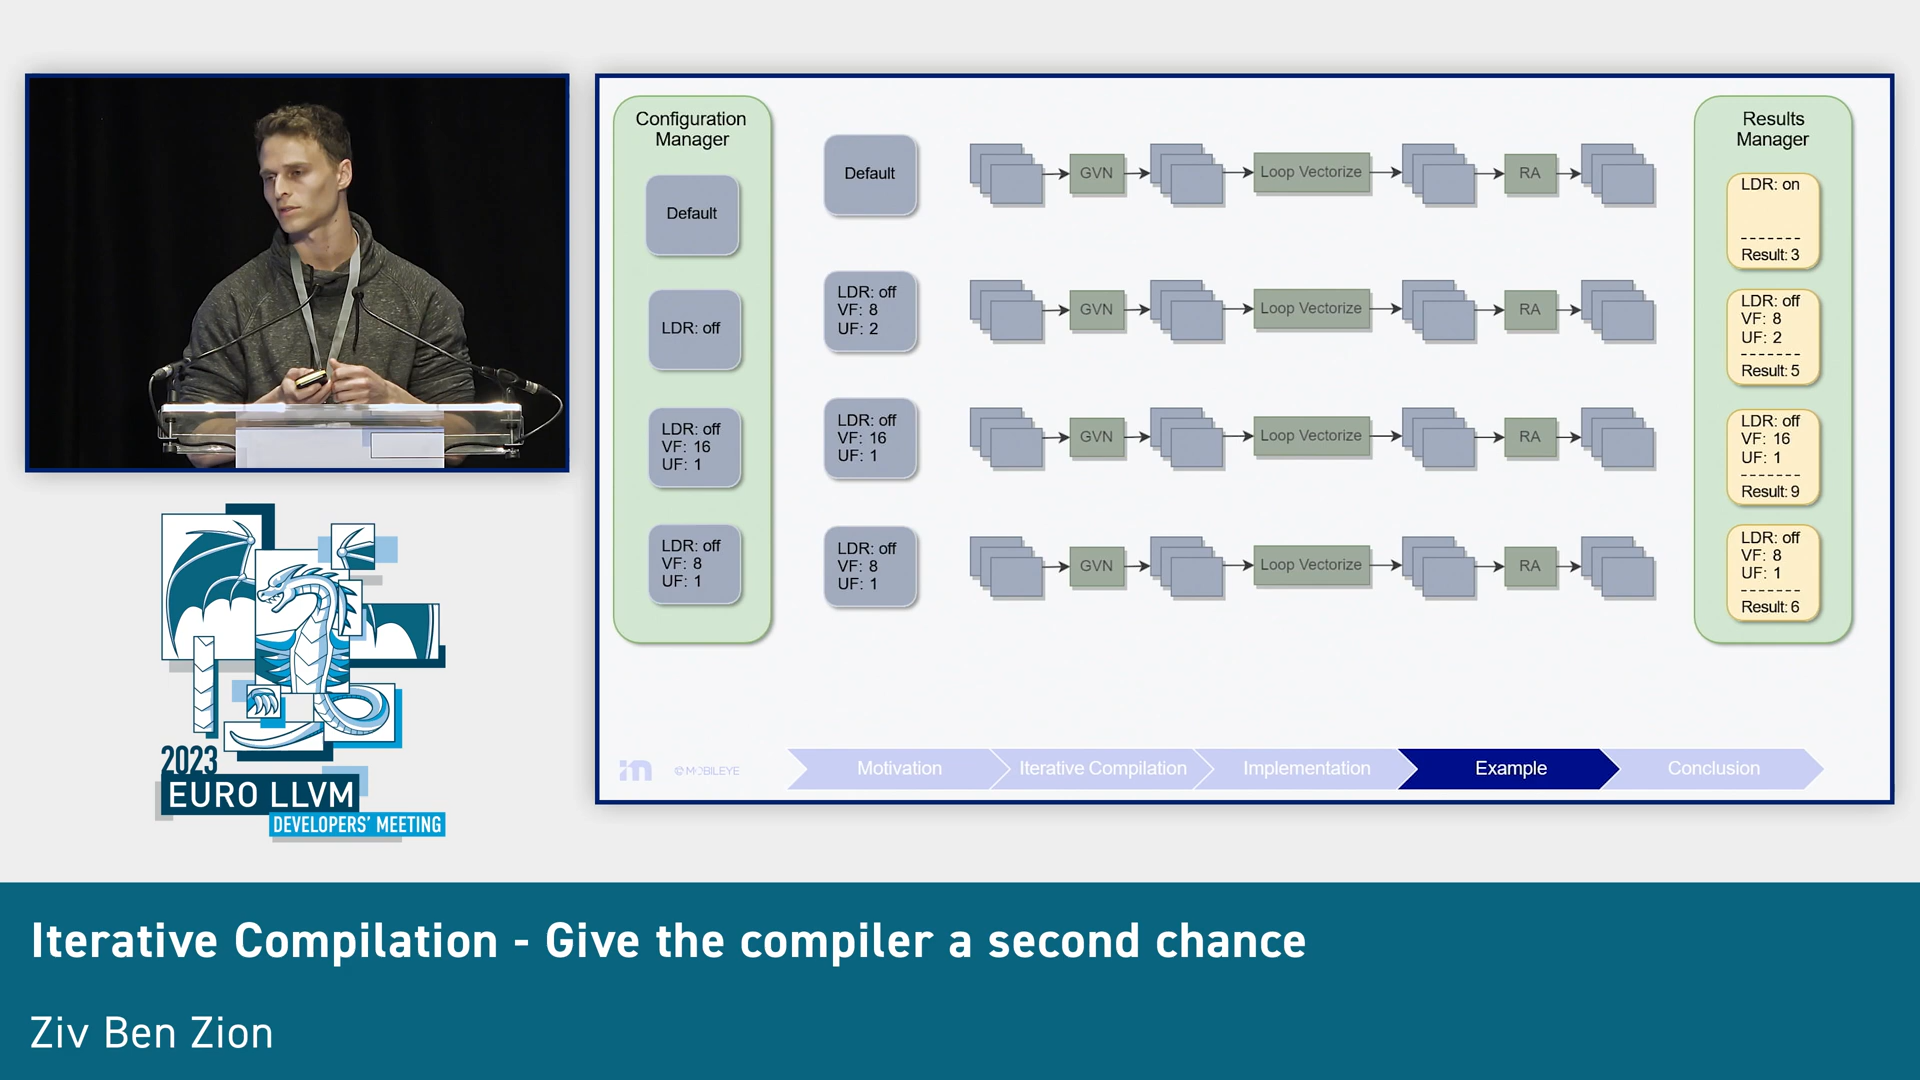 Configuration
Manager
Default
LDR: off
LDR: off
VF: 16
UF: 1
LDR: off
VF: 8
UF: 1
Default
GVN
Loop Vectorize
RA
LDR: off
VF: 8
UF: 2
GVN
Loop Vectorize
RA
LDR: off
VF: 16
UF: 1
GVN
Loop Vectorize
RA
LDR: off
VF: 8
UF: 1
GVN
Loop Vectorize
RA
Results
Manager
LDR: on
-------
Result: 3
LDR: off
VF: 8
UF: 2
-------
Result: 5
LDR: off
VF: 16
UF: 1
-------
Result: 9
LDR: off
VF: 8
UF: 1
-------
Result: 6
MOBILEYE
Motivation
Iterative Compilation
Implementation
Example
Conclusion
2023
EURO LLVM
DEVELOPERS' MEETING
Iterative Compilation - Give the compiler a second chance
Ziv Ben Zion